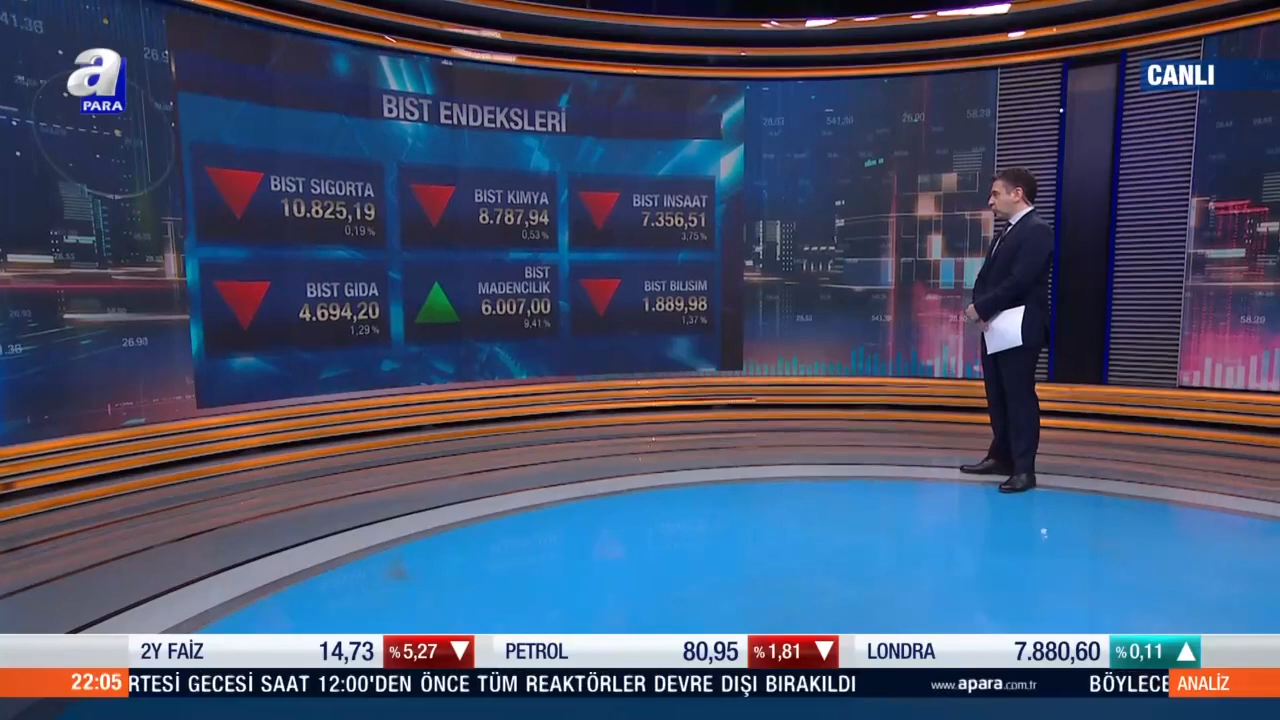 a
PARA
CANLI
BIST ENDEKSLERİ
BIST SIGORTA
10.825,19
0,19 %
BIST KIMYA
8.787,94
0,53 %
BIST INSAAT
7.356,51
3,75 %
BIST GIDA
4.694,20
1,29 %
BIST
MADENCILIK
6.007,00
9,41 %
BIST BILISIM
1.889,98
1,37 %
2Y FAİZ 14,73 % 5,27 PETROL 80,95 % 1,81 LONDRA 7.880,60 % 0,11
22:05 RTESİ GECESİ SAAT 12:00'DEN ÖNCE TÜM REAKTÖRLER DEVRE DIŞI BIRAKILDI www.apara.com.tr BÖYLECE ANALİZ